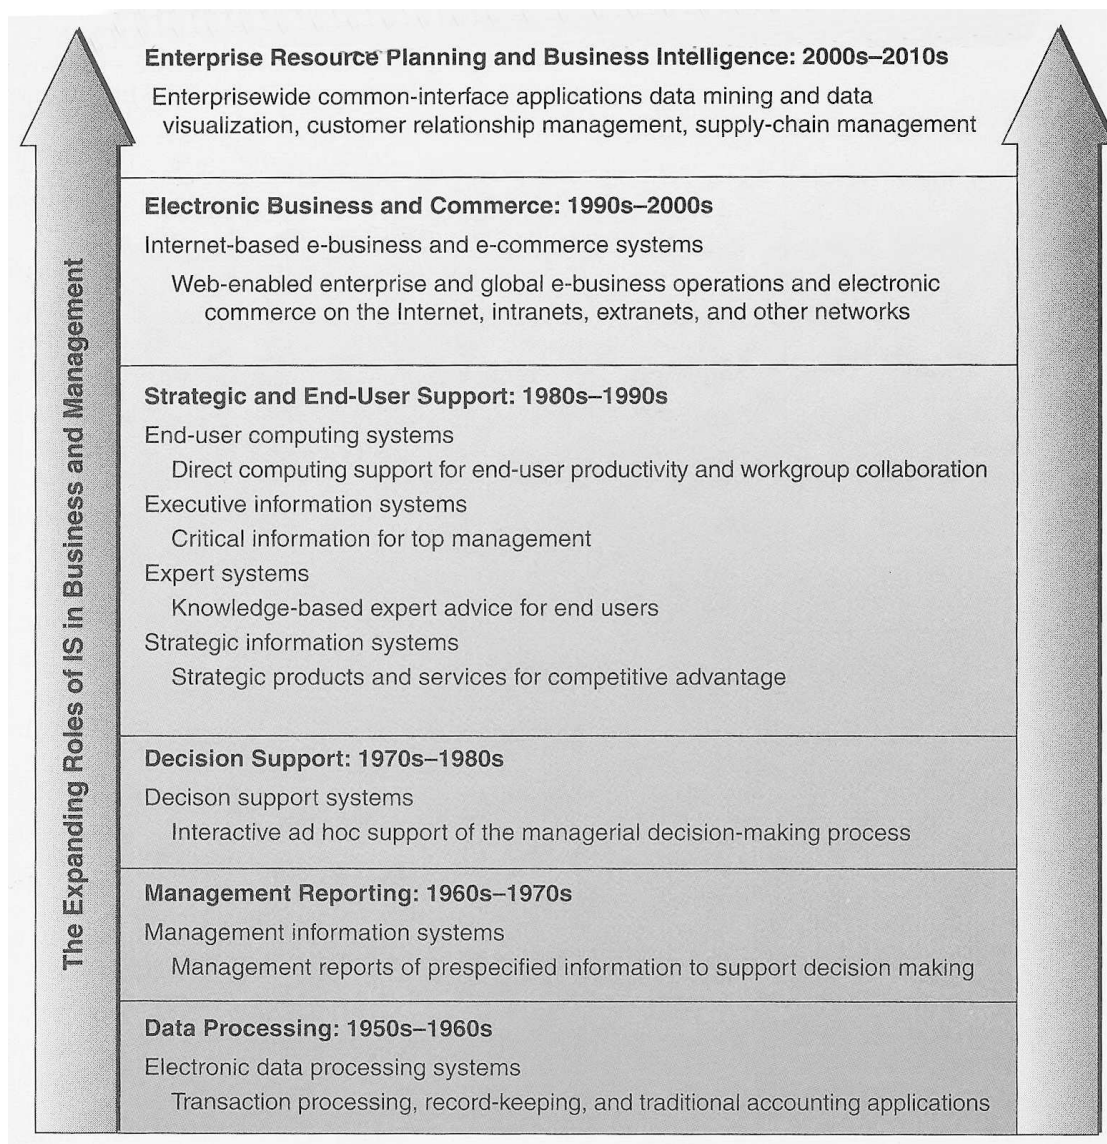 Enterprise Resource Planning and Business Intelligence: 2000s–2010s
Enterprisewide common-interface applications data mining and data
visualization, customer relationship management, supply-chain management
Electronic Business and Commerce: 1990s–2000s
Internet-based e-business and e-commerce systems
Web-enabled enterprise and global e-business operations and electronic
commerce on the Internet, intranets, extranets, and other networks
Strategic and End-User Support: 1980s–1990s
End-user computing systems
Direct computing support for end-user productivity and workgroup collaboration
Executive information systems
Critical information for top management
Expert systems
Knowledge-based expert advice for end users
Strategic information systems
Strategic products and services for competitive advantage
Decision Support: 1970s–1980s
Decison support systems
Interactive ad hoc support of the managerial decision-making process
Management Reporting: 1960s–1970s
Management information systems
Management reports of prespecified information to support decision making
Data Processing: 1950s–1960s
Electronic data processing systems
Transaction processing, record-keeping, and traditional accounting applications
The Expanding Roles of IS in Business and Management